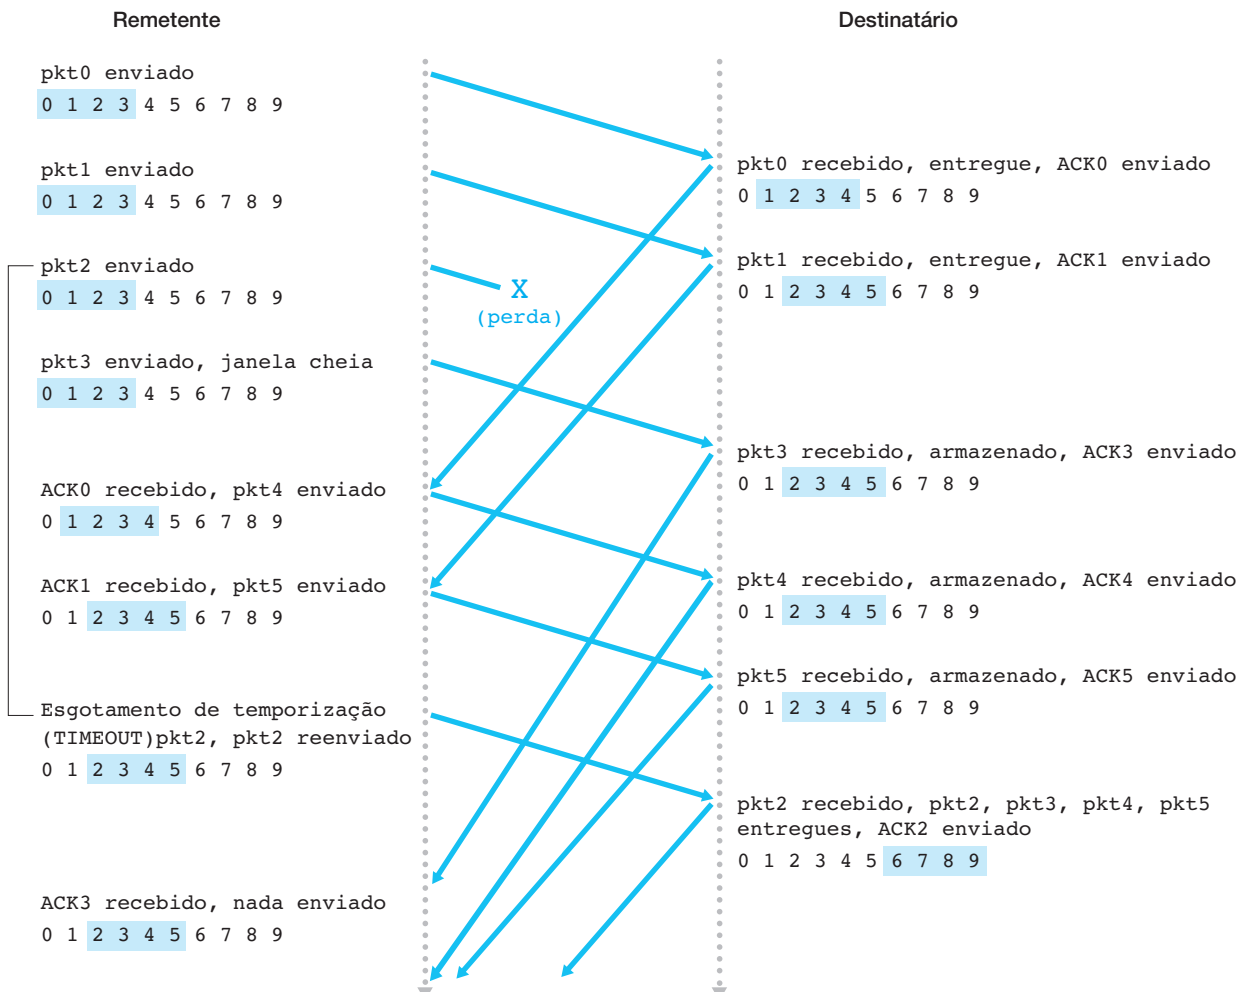 Remetente
Destinatário
pkt0 enviado
0 1 2 3 4 5 6 7 8 9
pkt1 enviado
0 1 2 3 4 5 6 7 8 9
pkt2 enviado
0 1 2 3 4 5 6 7 8 9
pkt3 enviado, janela cheia
0 1 2 3 4 5 6 7 8 9
ACK0 recebido, pkt4 enviado
0 1 2 3 4 5 6 7 8 9
ACK1 recebido, pkt5 enviado
0 1 2 3 4 5 6 7 8 9
Esgotamento de temporização
(TIMEOUT)pkt2, pkt2 reenviado
0 1 2 3 4 5 6 7 8 9
ACK3 recebido, nada enviado
0 1 2 3 4 5 6 7 8 9
X
(perda)
pkt0 recebido, entregue, ACK0 enviado
0 1 2 3 4 5 6 7 8 9
pkt1 recebido, entregue, ACK1 enviado
0 1 2 3 4 5 6 7 8 9
pkt3 recebido, armazenado, ACK3 enviado
0 1 2 3 4 5 6 7 8 9
pkt4 recebido, armazenado, ACK4 enviado
0 1 2 3 4 5 6 7 8 9
pkt5 recebido, armazenado, ACK5 enviado
0 1 2 3 4 5 6 7 8 9
pkt2 recebido, pkt2, pkt3, pkt4, pkt5
entregues, ACK2 enviado
0 1 2 3 4 5 6 7 8 9